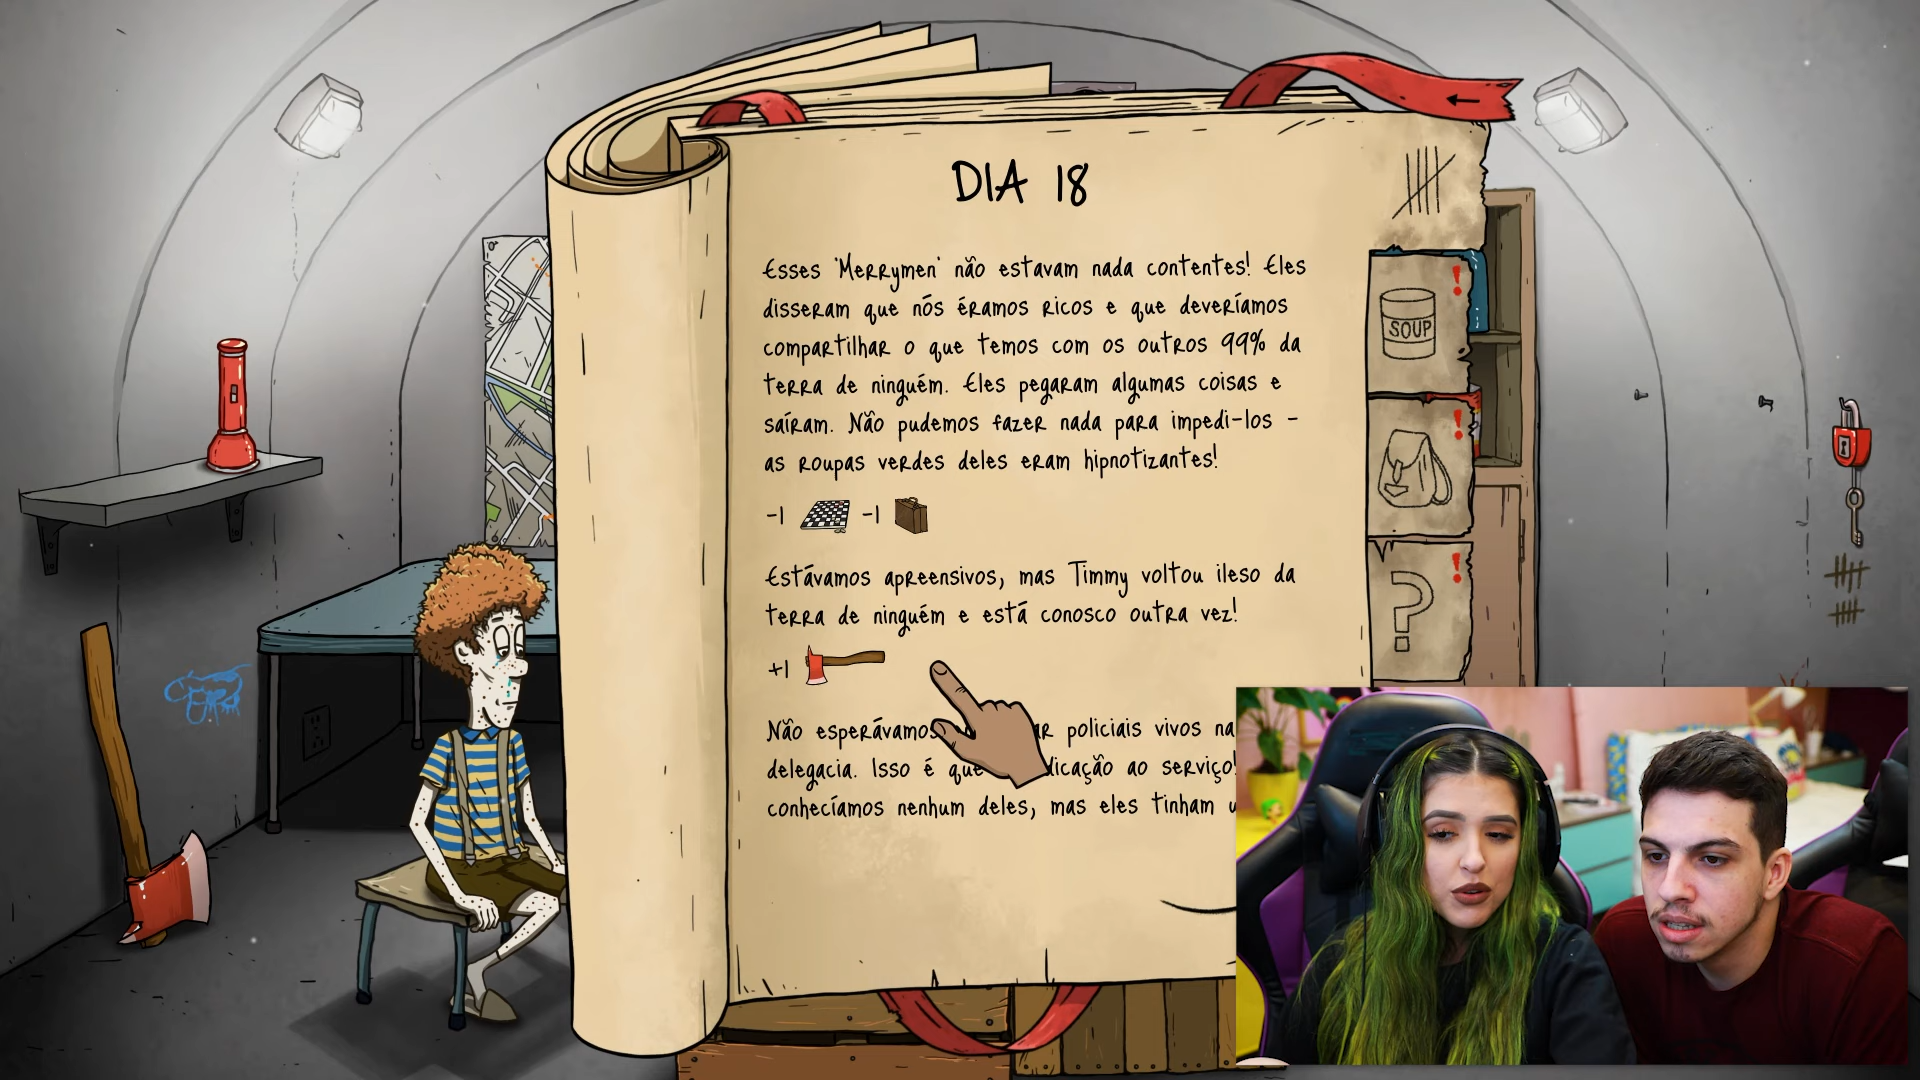 DIA 18
Esses 'Merrymen' não estavam nada contentes! Eles
disseram que nós éramos ricos e que deveríamos
compartilhar o que temos com os outros 99% da
terra de ninguém. Eles pegaram algumas coisas e
saíram. Não pudemos fazer nada para impedi-los -
as roupas verdes deles eram hipnotizantes!
-1 -1
Estávamos apreensivos, mas Timmy voltou ileso da
terra de ninguém e está conosco outra vez!
+1
Não esperávamos policiais vivos na
delegacia. Isso é que ao serviço!
conhecíamos nenhum deles, mas eles tinham
SOUP
!
!
?
!